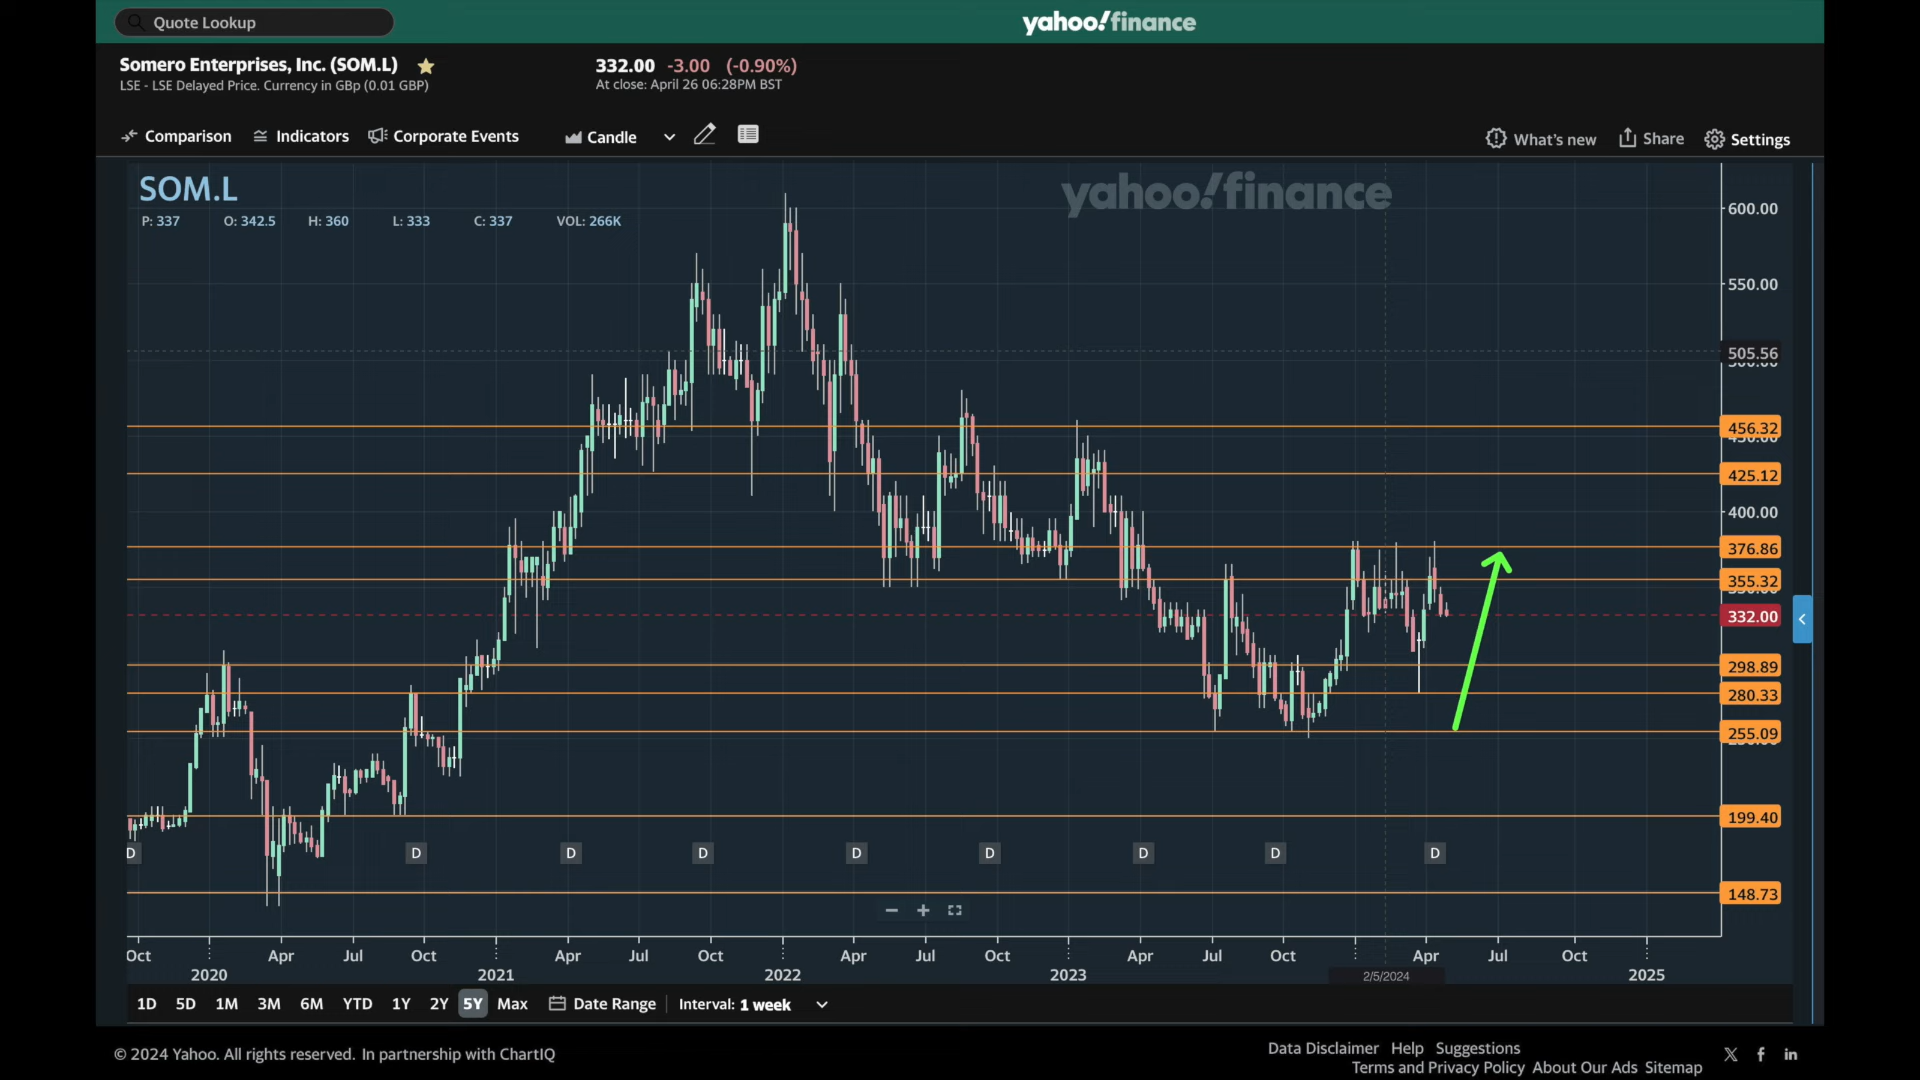 Quote Lookup
yahoo!finance
Somero Enterprises, Inc. (SOM.L)
332.00 -3.00 (-0.90%)
LSE - LSE Delayed Price. Currency in GBp (0.01 GBP)
At close: April 26 06:28PM BST
Comparison Indicators Corporate Events Candle
What's new Share Settings
SOM.L
yahoo!finance
P: 337 O: 342.5 H: 360 L: 333 C: 337 VOL: 266K
600.00
550.00
505.56
456.32
425.12
400.00
376.86
355.32
332.00
298.89
280.33
255.09
199.40
D D D D D D D D D
148.73
Oct Apr Jul Oct Apr Jul Oct Apr Jul Oct Apr Jul Oct Apr Jul Oct
2020 2021 2022 2023 2/5/2024 2025
1D 5D 1M 3M 6M YTD 1Y 2Y 5Y Max Date Range Interval: 1 week
© 2024 Yahoo. All rights reserved. In partnership with ChartIQ
Data Disclaimer Help Suggestions
Terms and Privacy Policy About Our Ads Sitemap